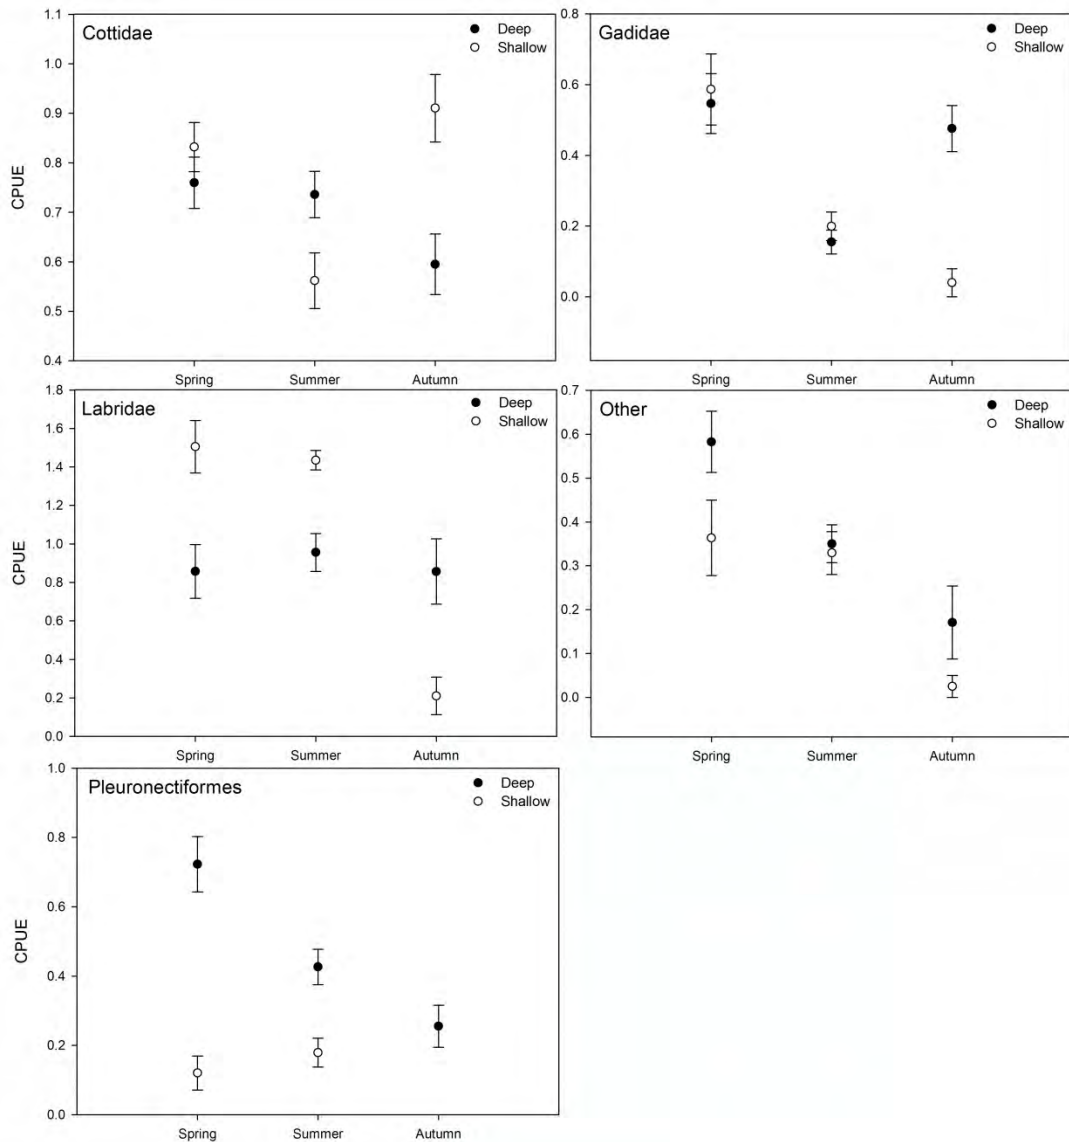 Cottidae
Deep
Shallow
CPUE
1.1
1.0
0.9
0.8
0.7
0.6
0.5
0.4
Spring Summer Autumn
Gadidae
Deep
Shallow
0.8
0.6
0.4
0.2
0.0
Spring Summer Autumn
Labridae
Deep
Shallow
CPUE
1.8
1.6
1.4
1.2
1.0
0.8
0.6
0.4
0.2
0.0
Spring Summer Autumn
Other
Deep
Shallow
0.7
0.6
0.5
0.4
0.3
0.2
0.1
0.0
Spring Summer Autumn
Pleuronectiformes
Deep
Shallow
CPUE
1.0
0.8
0.6
0.4
0.2
0.0
Spring Summer Autumn